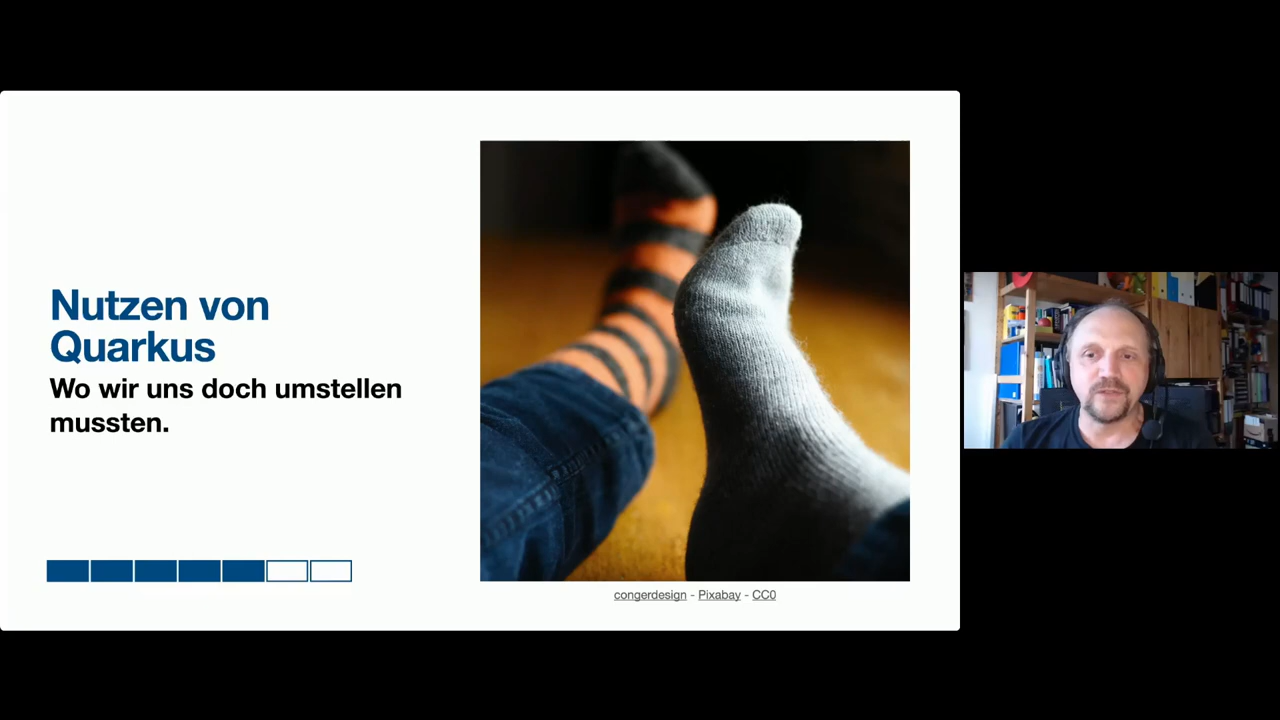 Nutzen von
Quarkus
Wo wir uns doch umstellen
mussten.
congerdesign - Pixabay - CC0